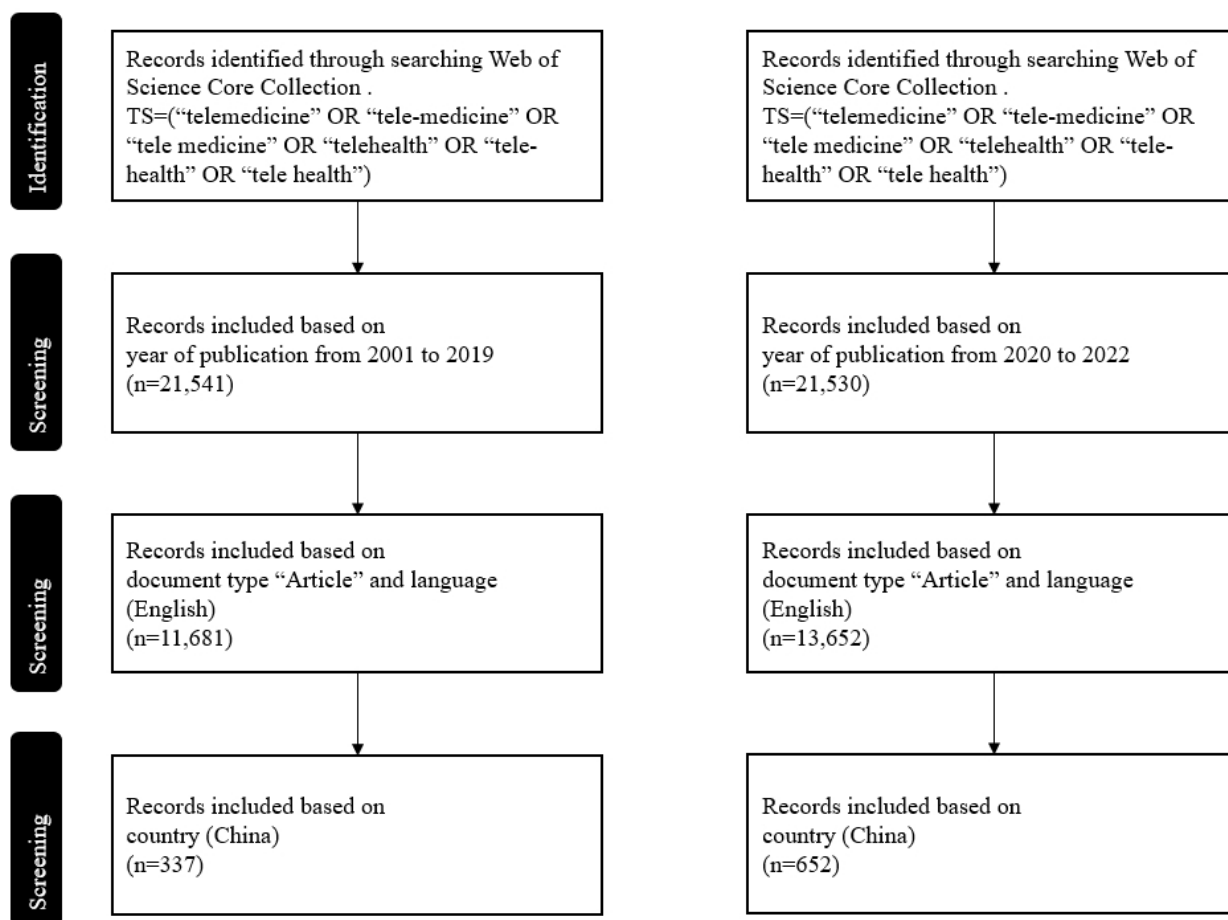 Identification
Records identified through searching Web of
Science Core Collection .
TS=(“telemedicine” OR “tele-medicine” OR
“tele medicine” OR “telehealth” OR “tele-
health” OR “tele health”)
Records identified through searching Web of
Science Core Collection .
TS=(“telemedicine” OR “tele-medicine” OR
“tele medicine” OR “telehealth” OR “tele-
health” OR “tele health”)
Screening
Records included based on
year of publication from 2001 to 2019
(n=21,541)
Records included based on
year of publication from 2020 to 2022
(n=21,530)
Screening
Records included based on
document type “Article” and language
(English)
(n=11,681)
Records included based on
document type “Article” and language
(English)
(n=13,652)
Screening
Records included based on
country (China)
(n=337)
Records included based on
country (China)
(n=652)